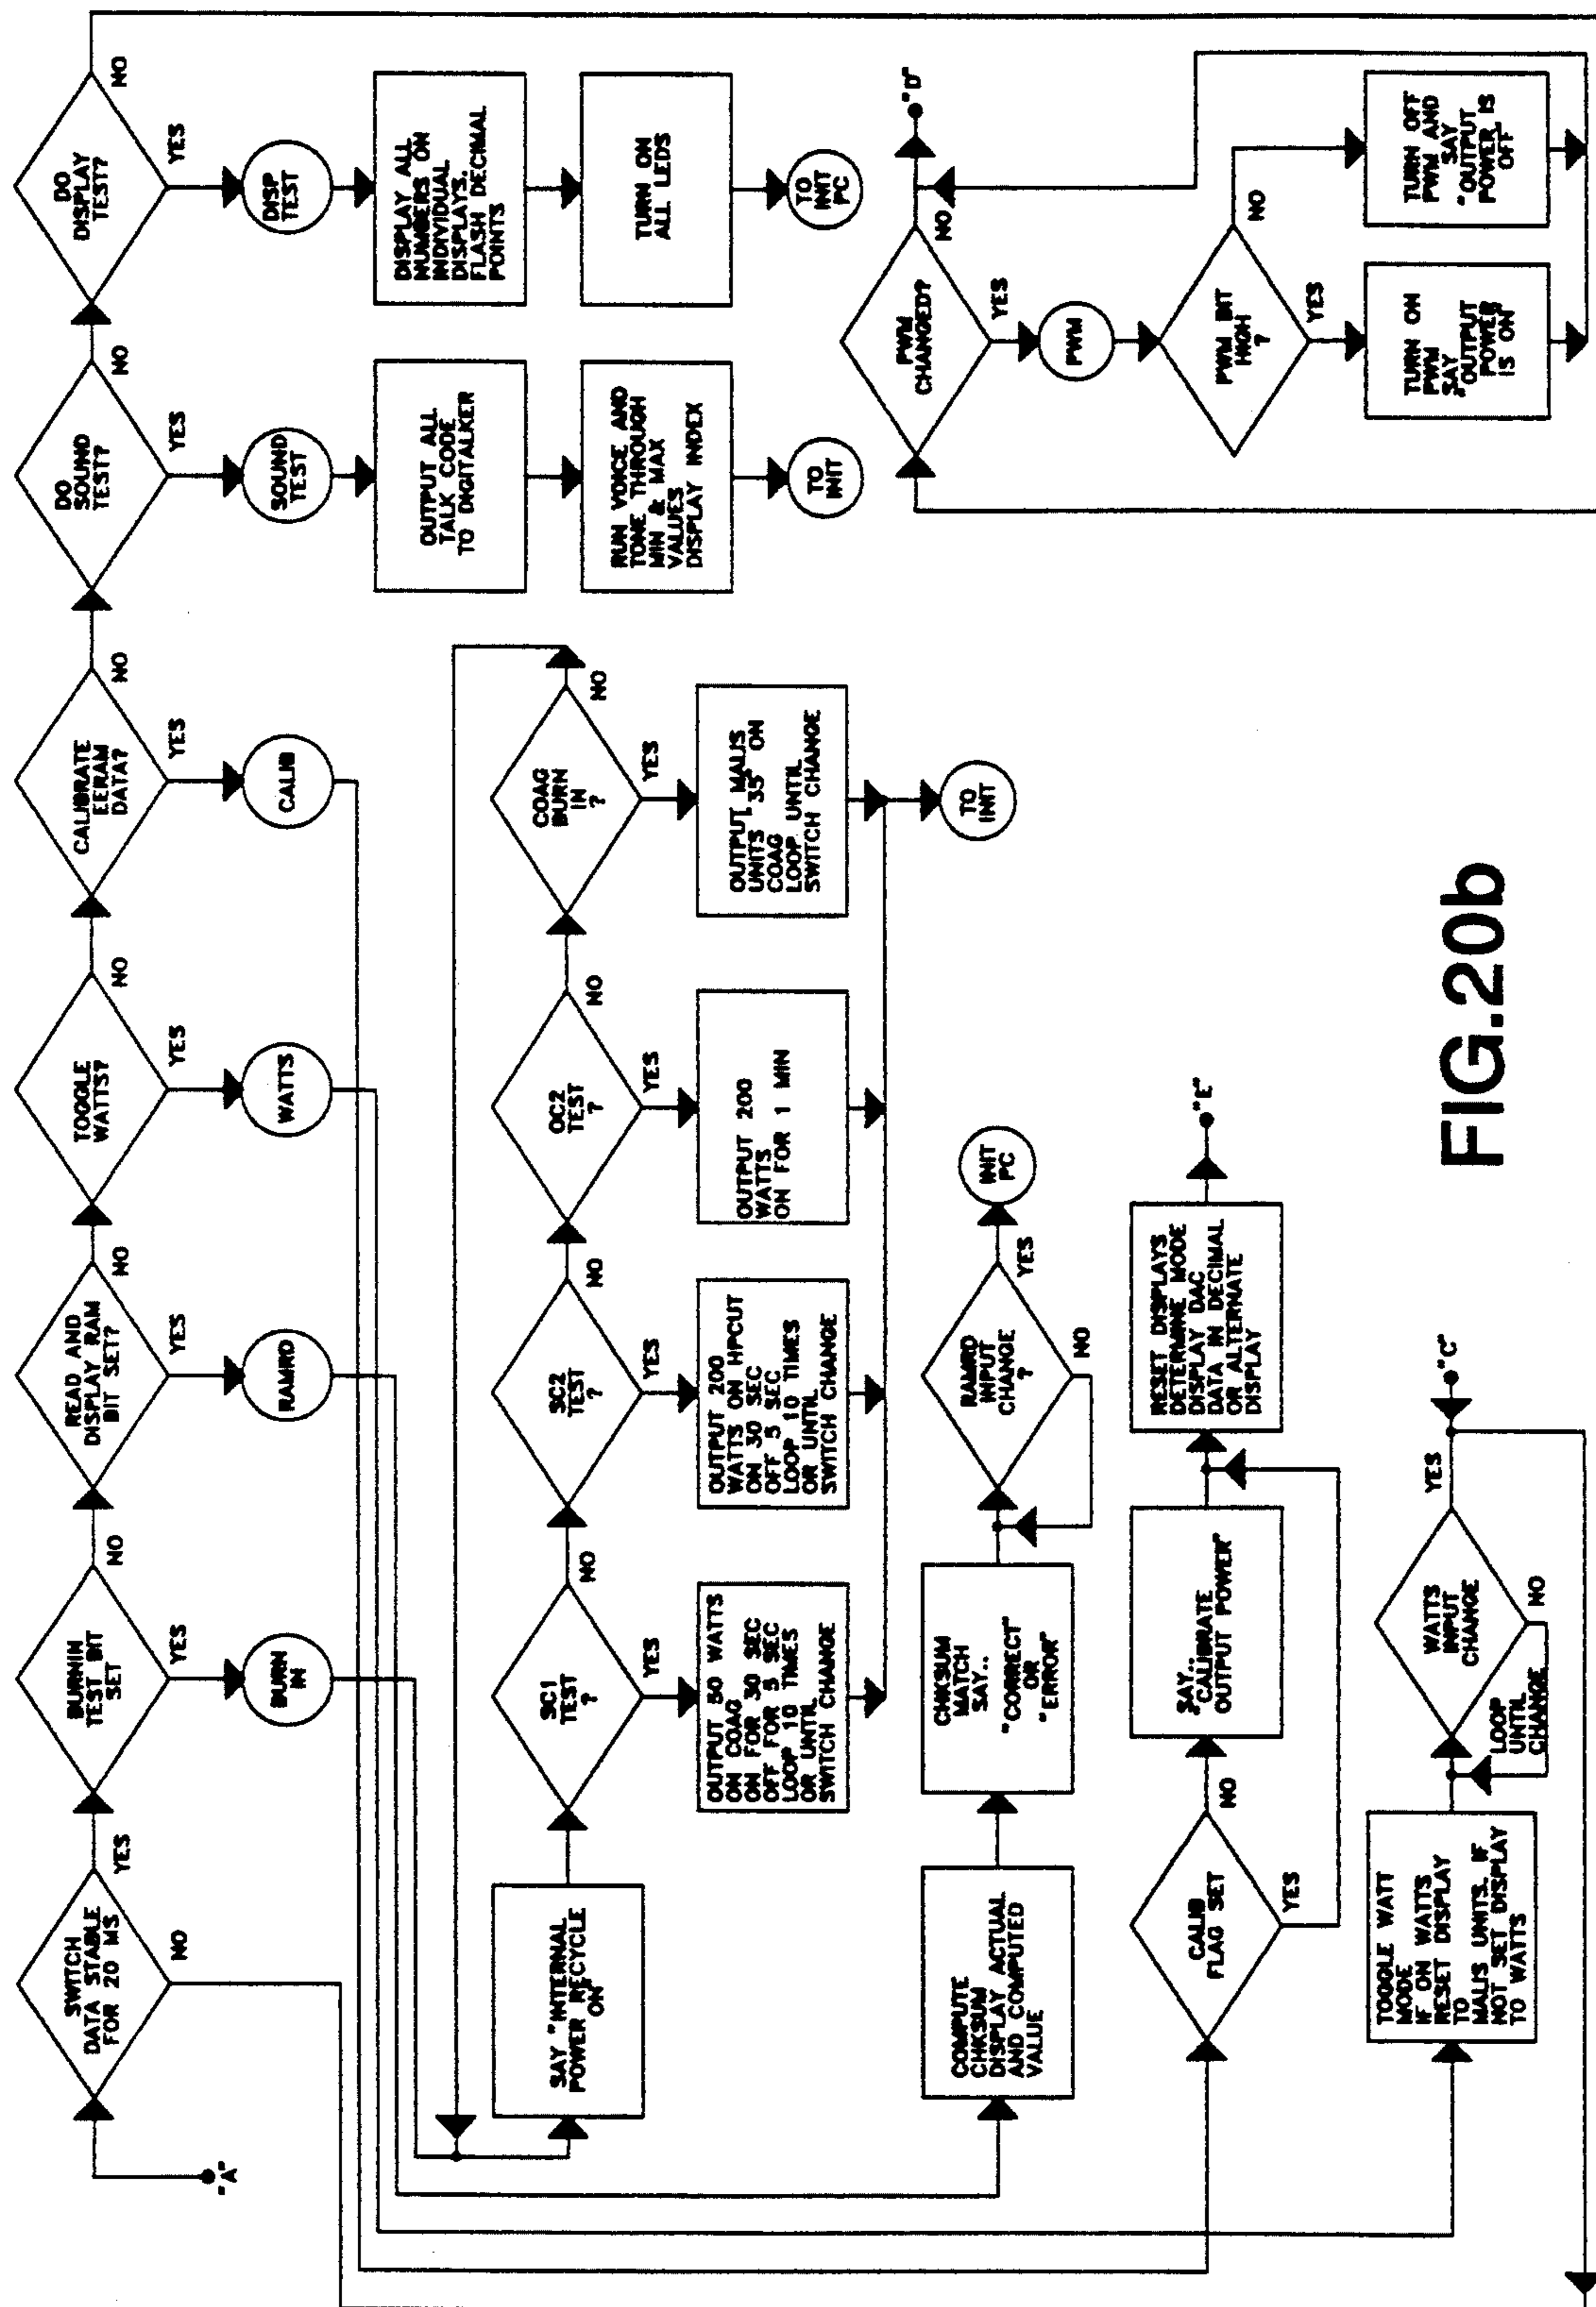 "A"
SWITCH
DATA STABLE
FOR 20 MS
YES
NO
BURNIN
TEST BIT
SET
NO
YES
BURN
IN
READ AND
DISPLAY RAM
BIT SET?
NO
YES
RAMRD
TOGGLE
WATTS?
NO
YES
WATTS
CALIBRATE
EERAM
DATA?
NO
YES
CALNB
DO
SOUND
TEST?
NO
YES
SOUND
TEST
OUTPUT ALL
TALK CODE
TO DIGITALKER
RUN VOICE AND
TONE THROUGH
MIN & MAX
VALUES
DISPLAY INDEX
TO
INIT
DO
DISPLAY
TEST?
NO
YES
DISP
TEST
DISPLAY ALL
NUMBERS ON
INDIVIDUAL
DISPLAYS.
FLASH DECIMAL
POINTS
TURN ON
ALL LEDS
TO
INIT
PC
SAY "INTERNAL
POWER RECYCLE
ON"
SC1
TEST
?
NO
YES
OUTPUT 50 WATTS
ON COAG
ON FOR 30 SEC
OFF FOR 5 SEC
LOOP 10 TIMES
OR UNTIL
SWITCH CHANGE
SC2
TEST
?
NO
YES
OUTPUT 200
WATTS ON HPCUT
ON 30 SEC
OFF 5 SEC
LOOP 10 TIMES
OR UNTIL
SWITCH CHANGE
OC2
TEST
?
NO
YES
OUTPUT 200
WATTS
ON FOR 1 MIN
COAG
BURN
IN
?
NO
YES
OUTPUT MALIS
UNITS "35" ON
COAG
LOOP UNTIL
SWITCH CHANGE
TO
INIT
COMPUTE
CHKSUM
DISPLAY ACTUAL
AND COMPUTED
VALUE
CHKSUM
MATCH
SAY..
"CORRECT"
OR
"ERROR"
RAMRD
INPUT
CHANGE
?
YES
NO
INIT
PC
CALIB
FLAG SET
NO
YES
SAY..
"CALIBRATE
OUTPUT POWER"
RESET DISPLAYS
DETERMINE MODE
DISPLAY DAC
DATA IN DECIMAL
OR ALTERNATE
DISPLAY
"E"
TOGGLE WATT
MODE
IF ON WATTS
RESET DISPLAY
TO
MALIS UNITS. IF
NOT SET DISPLAY
TO WATTS
LOOP
UNTIL
CHANGE
WATTS
INPUT
CHANGE
YES
NO
"C"
PWM
CHANGED?
NO
YES
"D"
PWM
PWM BIT
HIGH
?
NO
YES
TURN ON
PWM
SAY
"OUTPUT
POWER
IS ON"
TURN OFF
PWM AND
SAY
"OUTPUT
POWER IS
OFF"
FIG.20b